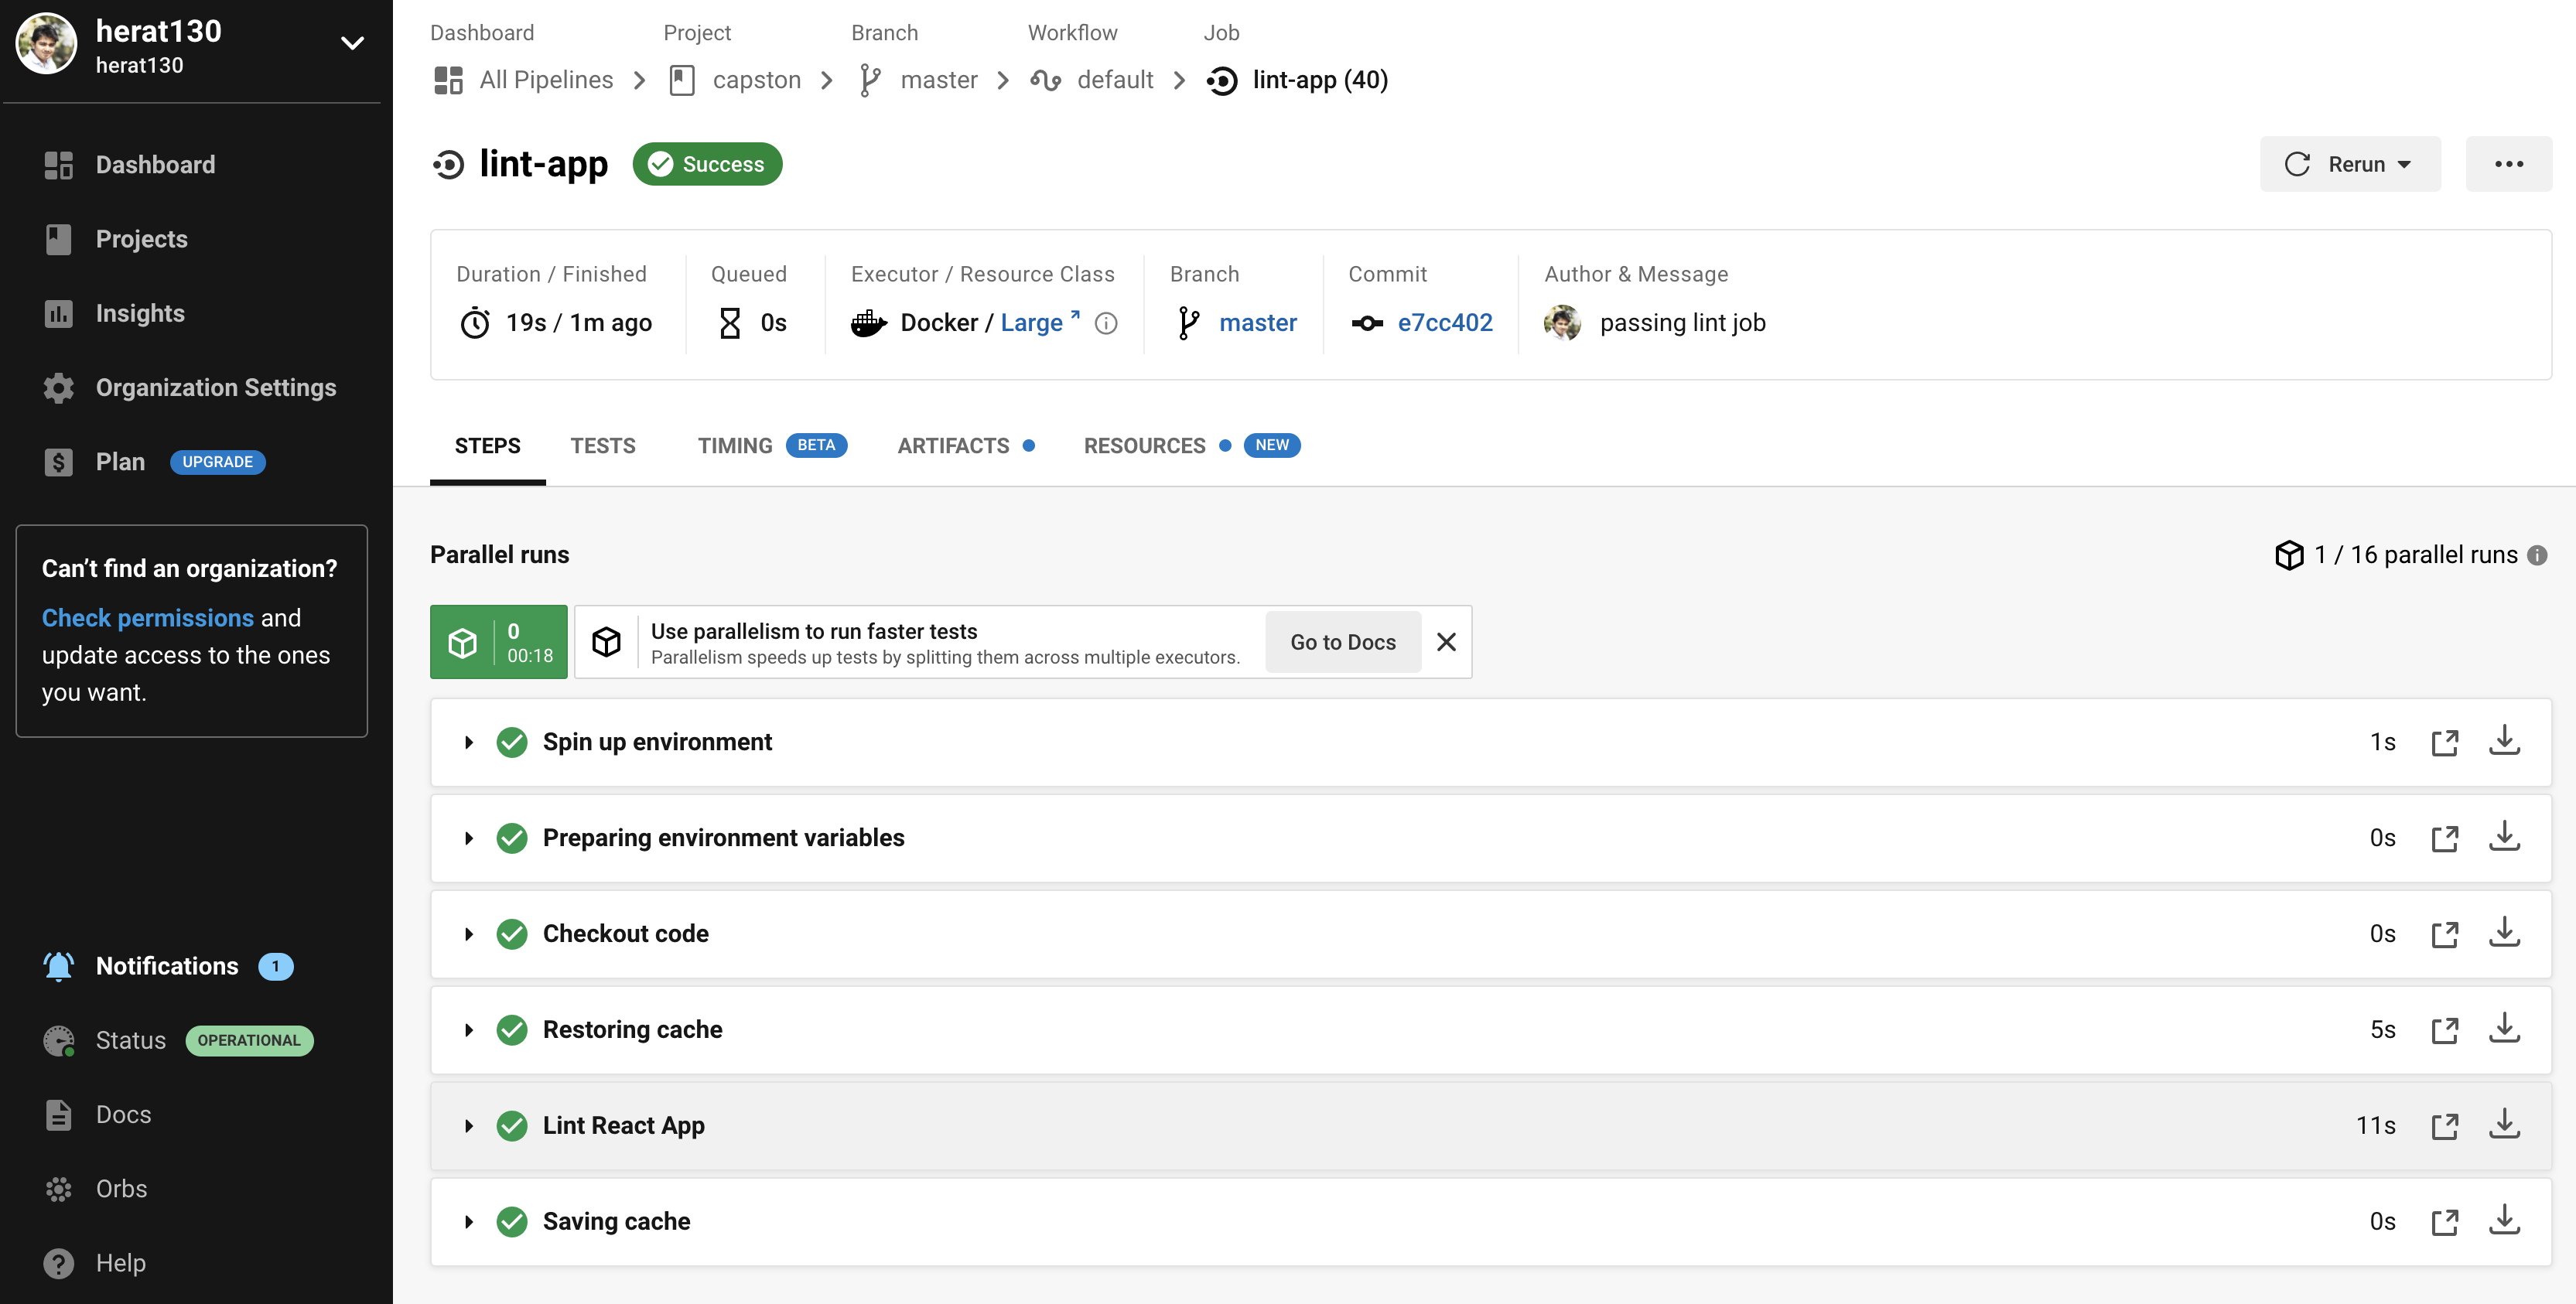 herat130
herat130
Dashboard
Projects
Insights
Organization Settings
Plan UPGRADE
Can’t find an organization?
Check permissions and
update access to the ones
you want.
Notifications 1
Status OPERATIONAL
Docs
Orbs
Help
Dashboard Project Branch Workflow Job
All Pipelines capston master default lint-app (40)
lint-app Success
Rerun
Duration / Finished Queued Executor / Resource Class Branch Commit Author & Message
19s / 1m ago 0s Docker / Large master e7cc402 passing lint job
STEPS TESTS TIMING BETA ARTIFACTS RESOURCES NEW
Parallel runs
1 / 16 parallel runs
0
00:18
Use parallelism to run faster tests
Parallelism speeds up tests by splitting them across multiple executors.
Go to Docs
Spin up environment 1s
Preparing environment variables 0s
Checkout code 0s
Restoring cache 5s
Lint React App 11s
Saving cache 0s